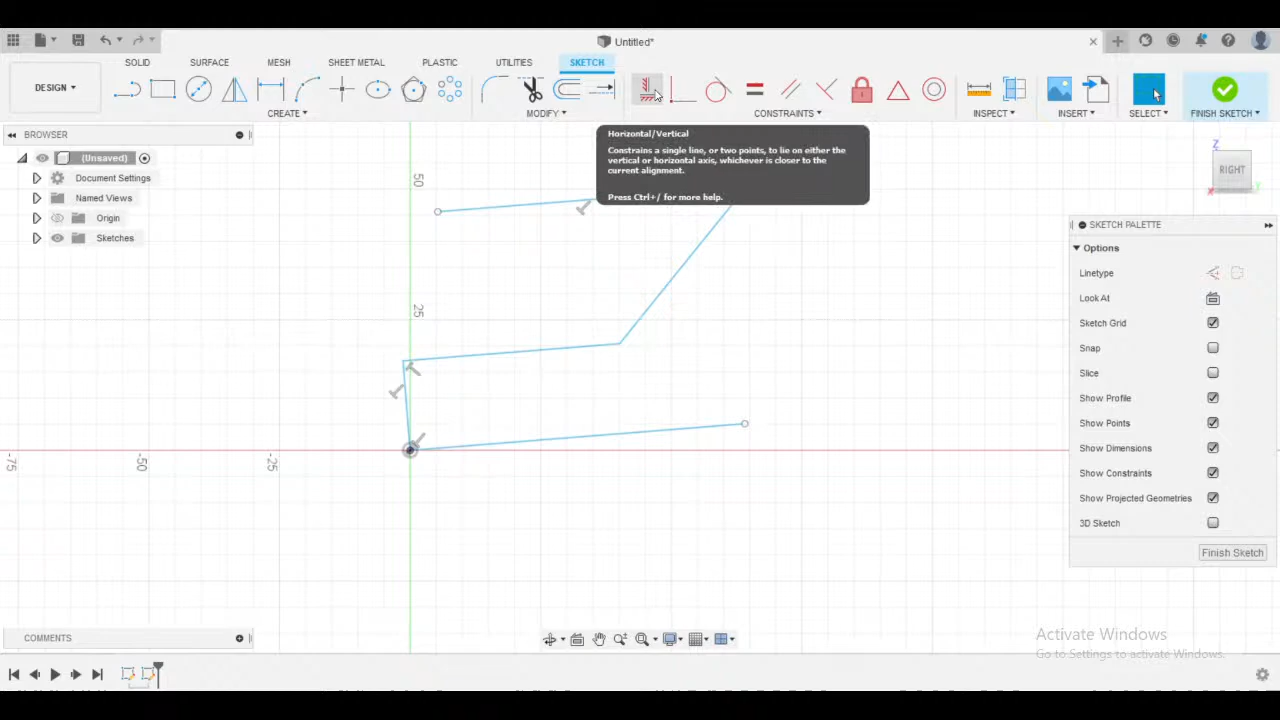 Untitled*
SOLID SURFACE MESH SHEET METAL PLASTIC UTILITIES SKETCH
DESIGN
CREATE MODIFY CONSTRAINTS INSPECT INSERT SELECT FINISH SKETCH
BROWSER
(Unsaved)
Document Settings
Named Views
Origin
Sketches
Horizontal/Vertical
Constrains a single line, or two points, to lie on either the
vertical or horizontal axis, whichever is closer to the
current alignment.
Press Ctrl+/ for more help.
Z
RIGHT
X
Y
50
25
-75
-50
-25
SKETCH PALETTE
Options
Linetype
Look At
Sketch Grid
Snap
Slice
Show Profile
Show Points
Show Dimensions
Show Constraints
Show Projected Geometries
3D Sketch
Finish Sketch
COMMENTS
Activate Windows
Go to Settings to activate Windows.